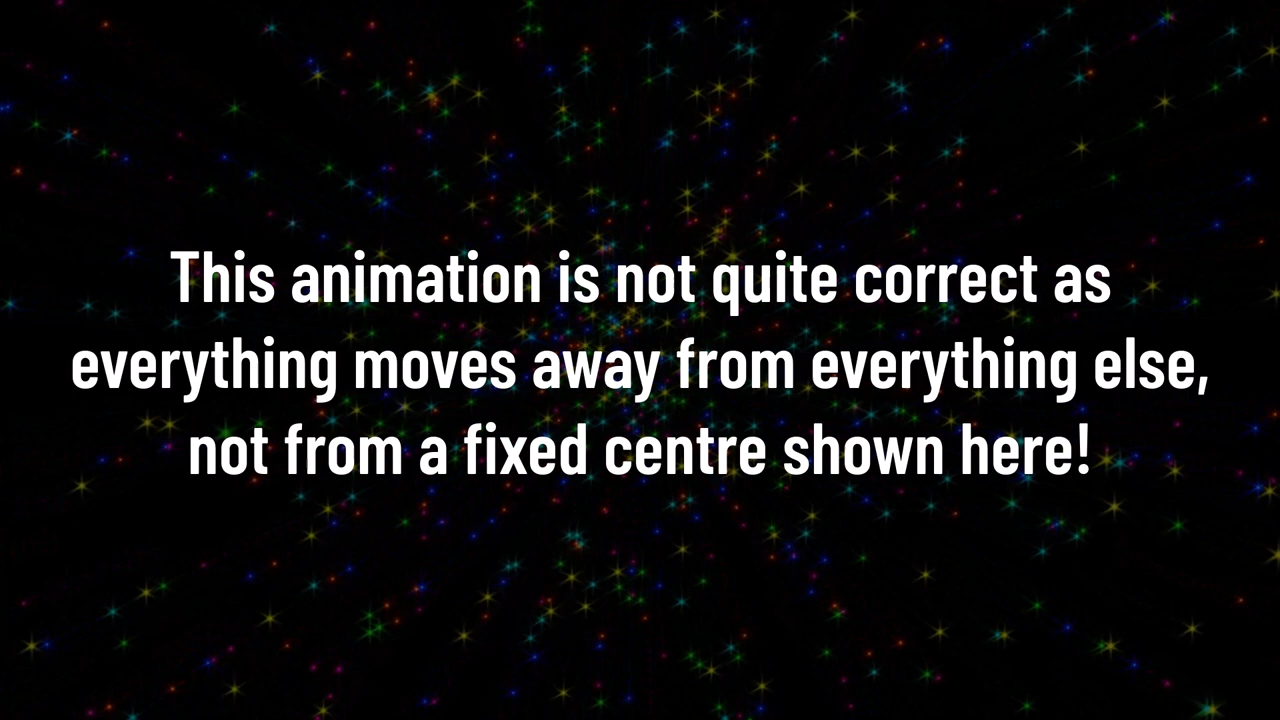 This animation is not quite correct as
everything moves away from everything else,
not from a fixed centre shown here!